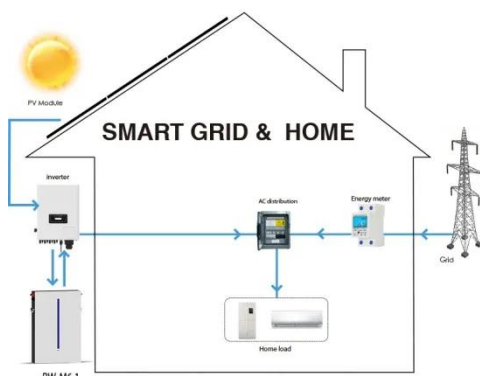 PV Module
SMART GRID & HOME
inverter
AC distribution
Energy meter
Grid
Home load